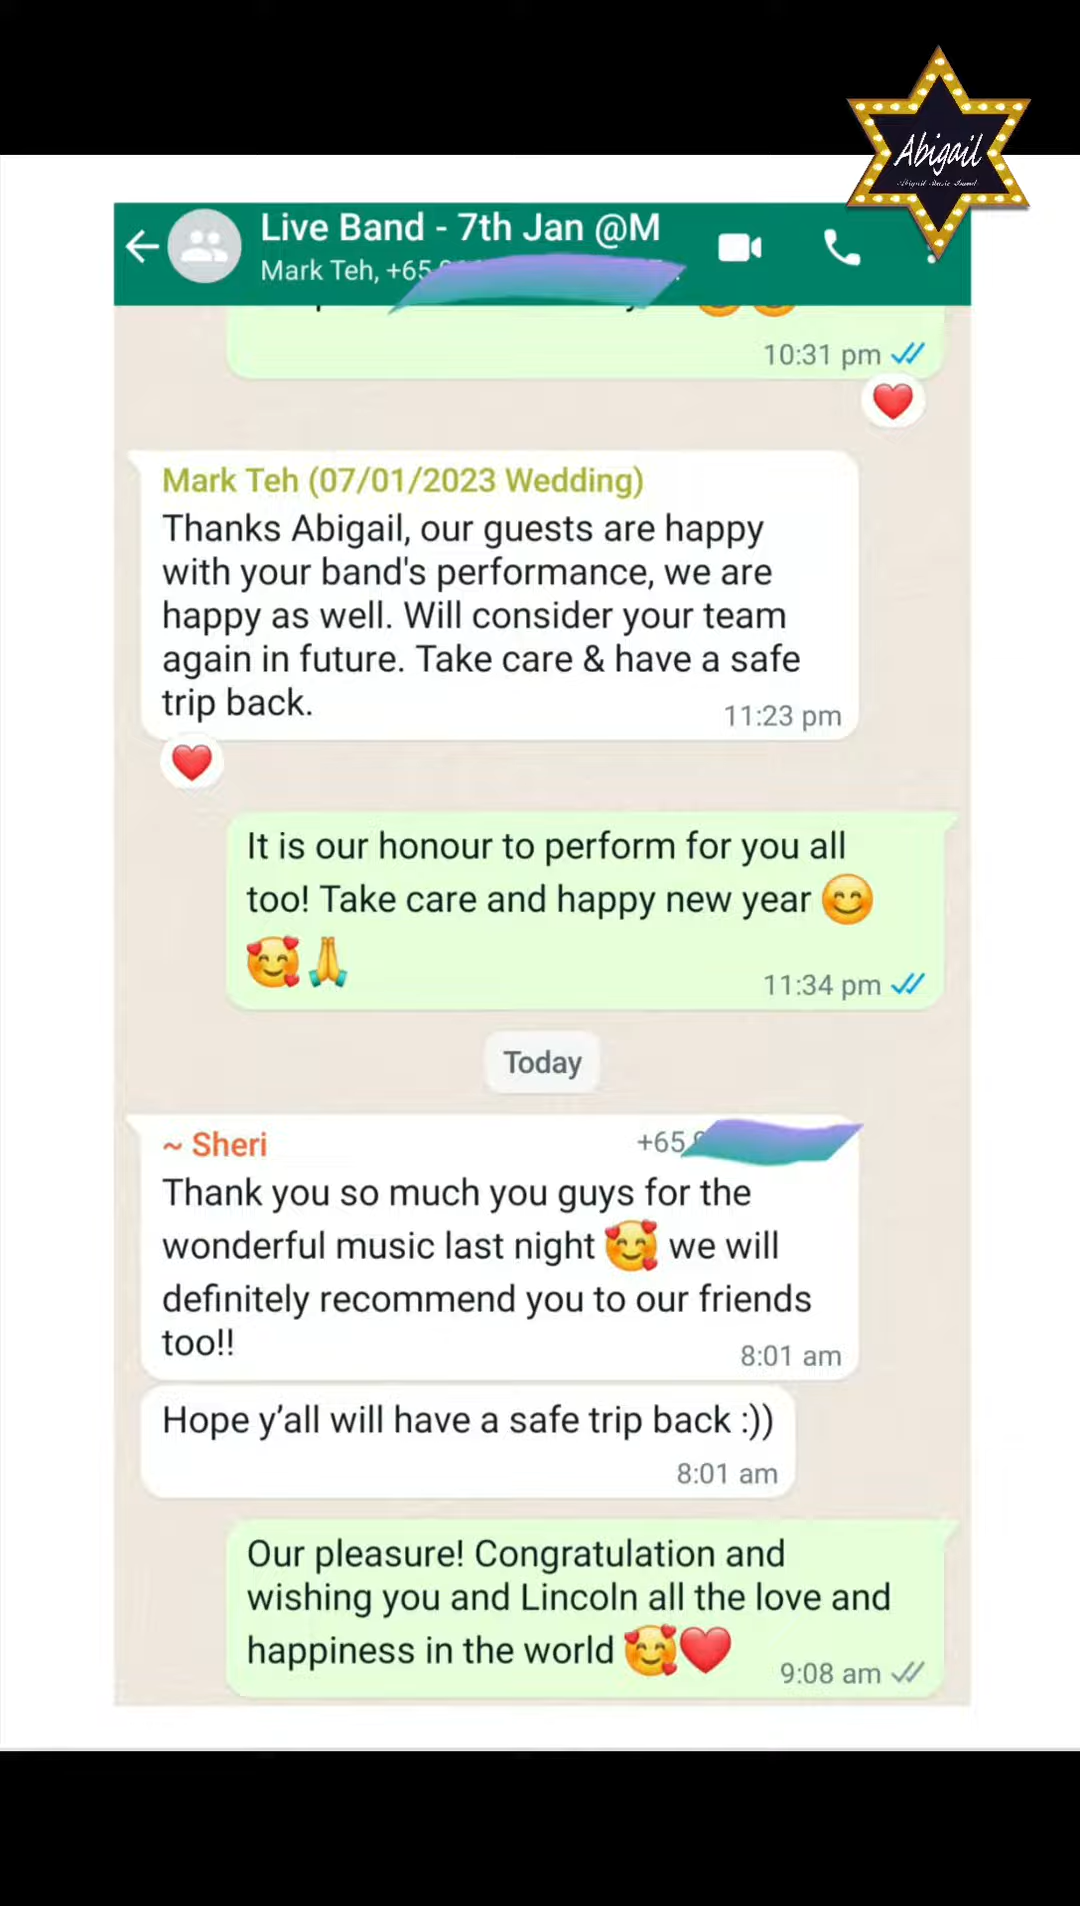 Abigail
Abigail Music Band
Live Band - 7th Jan @M
Mark Teh, +65
10:31 pm
Mark Teh (07/01/2023 Wedding)
Thanks Abigail, our guests are happy
with your band's performance, we are
happy as well. Will consider your team
again in future. Take care & have a safe
trip back.
11:23 pm
It is our honour to perform for you all
too! Take care and happy new year 😊
🥰🙏
11:34 pm
Today
~ Sheri
+65
Thank you so much you guys for the
wonderful music last night 🥰 we will
definitely recommend you to our friends
too!!
8:01 am
Hope y’all will have a safe trip back :))
8:01 am
Our pleasure! Congratulation and
wishing you and Lincoln all the love and
happiness in the world 🥰❤️
9:08 am